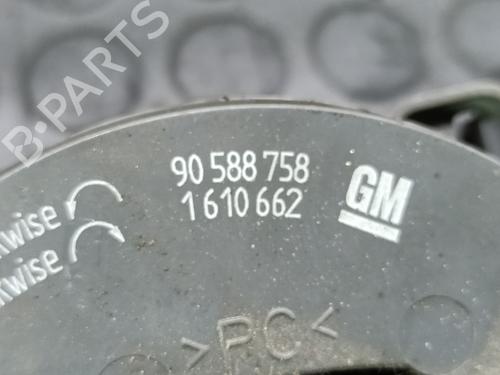 B-PARTS
90 588 758
1 610 662
GM
kwise
kwise
>PC<